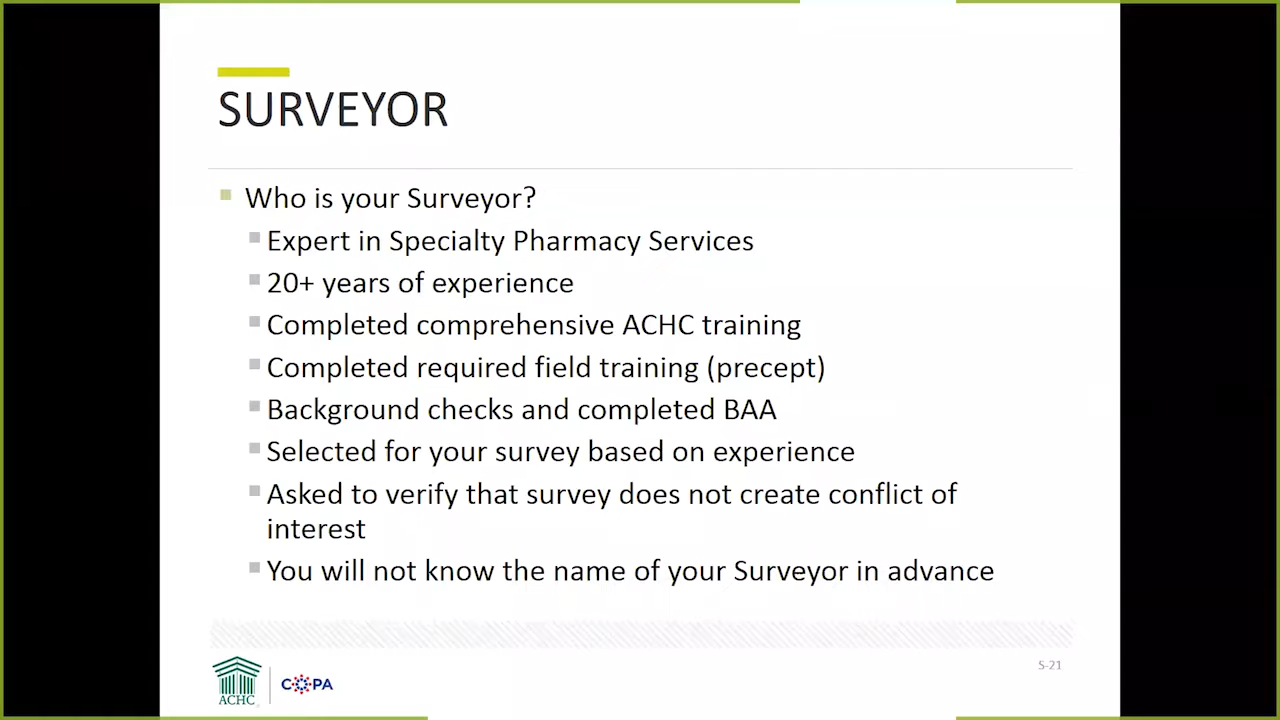 SURVEYOR
Who is your Surveyor?
Expert in Specialty Pharmacy Services
20+ years of experience
Completed comprehensive ACHC training
Completed required field training (precept)
Background checks and completed BAA
Selected for your survey based on experience
Asked to verify that survey does not create conflict of
interest
You will not know the name of your Surveyor in advance
S-21
ACHC
COPA